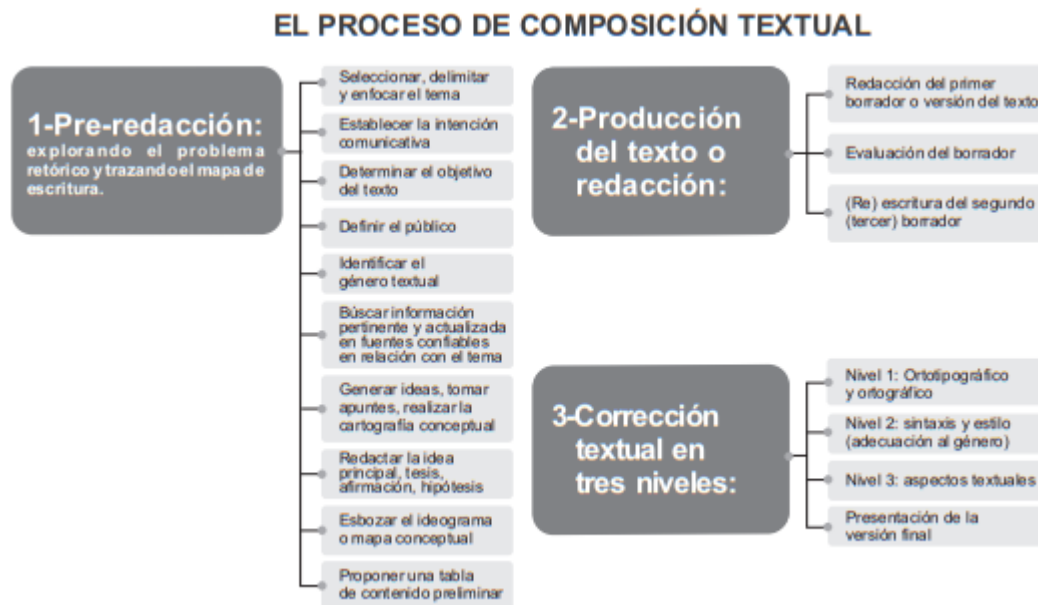 EL PROCESO DE COMPOSICIÓN TEXTUAL
1-Pre-redacción:
explorando el problema
retórico y trazando el mapa de
escritura.
Seleccionar, delimitar
y enfocar el tema
Establecer la intención
comunicativa
Determinar el objetivo
del texto
Definir el público
Identificar el
género textual
Búscar información
pertinente y actualizada
en fuentes confiables
en relación con el tema
Generar ideas, tomar
apuntes, realizar la
cartografía conceptual
Redactar la idea
principal, tesis,
afirmación, hipótesis
Esbozar el ideograma
o mapa conceptual
Proponer una tabla
de contenido preliminar
2-Producción
del texto o
redacción:
Redacción del primer
borrador o versión del texto
Evaluación del borrador
(Re) escritura del segundo
(tercer) borrador
3-Corrección
textual en
tres niveles:
Nivel 1: Ortotipográfico
y ortográfico
Nivel 2: sintaxis y estilo
(adecuación al género)
Nivel 3: aspectos textuales
Presentación de la
versión final